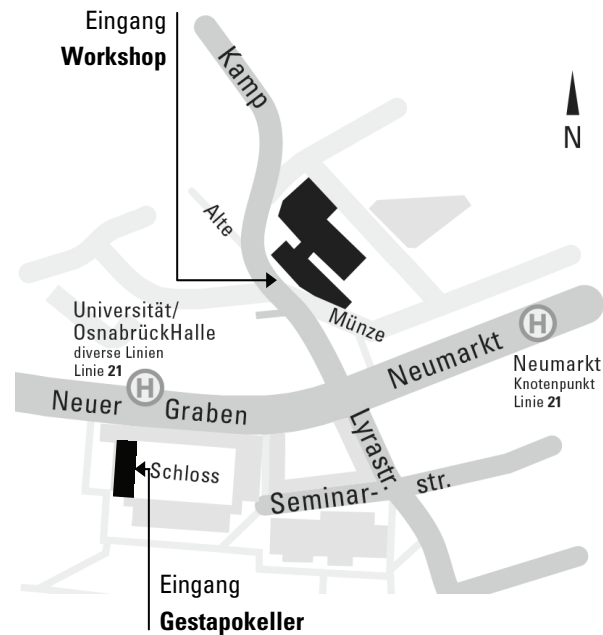 Eingang
Workshop
Kamp
N
Alte
Münze
Universität/
OsnabrückHalle
diverse Linien
Linie 21
H
H
Neumarkt
Neumarkt
Knotenpunkt
Linie 21
Neuer Graben
Lyrastr.
Schloss
Seminar- str.
Eingang
Gestapokeller